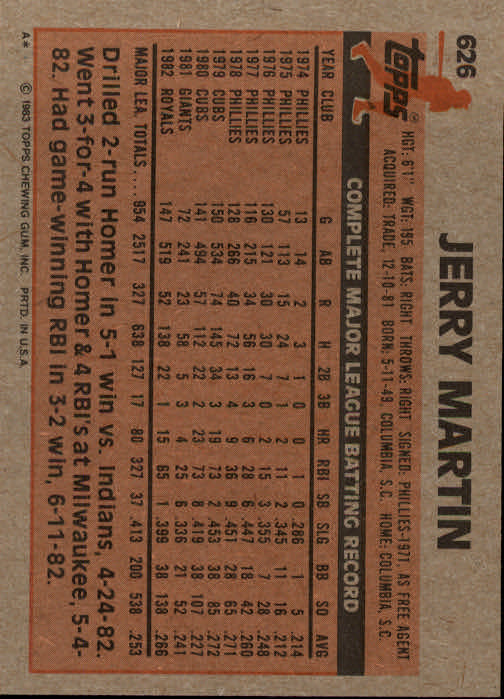 626
JERRY MARTIN
topps®
HGT: 6'1" WGT: 195 BATS: RIGHT THROWS: RIGHT SIGNED: PHILLIES-1971, AS FREE AGENT
ACQUIRED: TRADE, 12-10-81 BORN: 5-11-49, COLUMBIA, S.C. HOME: COLUMBIA, S.C.
COMPLETE MAJOR LEAGUE BATTING RECORD
YEAR CLUB G AB R H 2B 3B HR RBI SB SLG BB SO AVG
1974 PHILLIES 13 14 2 3 1 0 0 1 0 .286 1 5 .214
1975 PHILLIES 57 113 15 24 7 1 2 11 2 .345 11 16 .212
1976 PHILLIES 130 121 30 30 7 0 2 15 3 .355 7 28 .248
1977 PHILLIES 116 215 34 56 16 3 6 28 6 .447 18 42 .260
1978 PHILLIES 128 266 40 72 13 4 9 36 9 .451 28 65 .271
1979 CUBS 150 534 74 145 34 3 19 73 2 .453 38 85 .272
1980 CUBS 141 494 57 112 22 2 23 73 8 .419 38 107 .227
1981 GIANTS 72 241 23 58 5 3 4 25 6 .336 21 52 .241
1982 ROYALS 147 519 52 138 22 1 15 65 1 .399 38 138 .266
MAJOR LEA. TOTALS.... 954 2517 327 638 127 17 80 327 37 .413 200 538 .253
Drilled 2-run Homer in 5-1 win vs. Indians, 4-24-82.
Went 3-for-4 with Homer & 4 RBI's at Milwaukee, 5-4-
82. Had game-winning RBI in 3-2 win, 6-11-82.
A* © 1983 TOPPS CHEWING GUM, INC. PRTD. IN U.S.A.